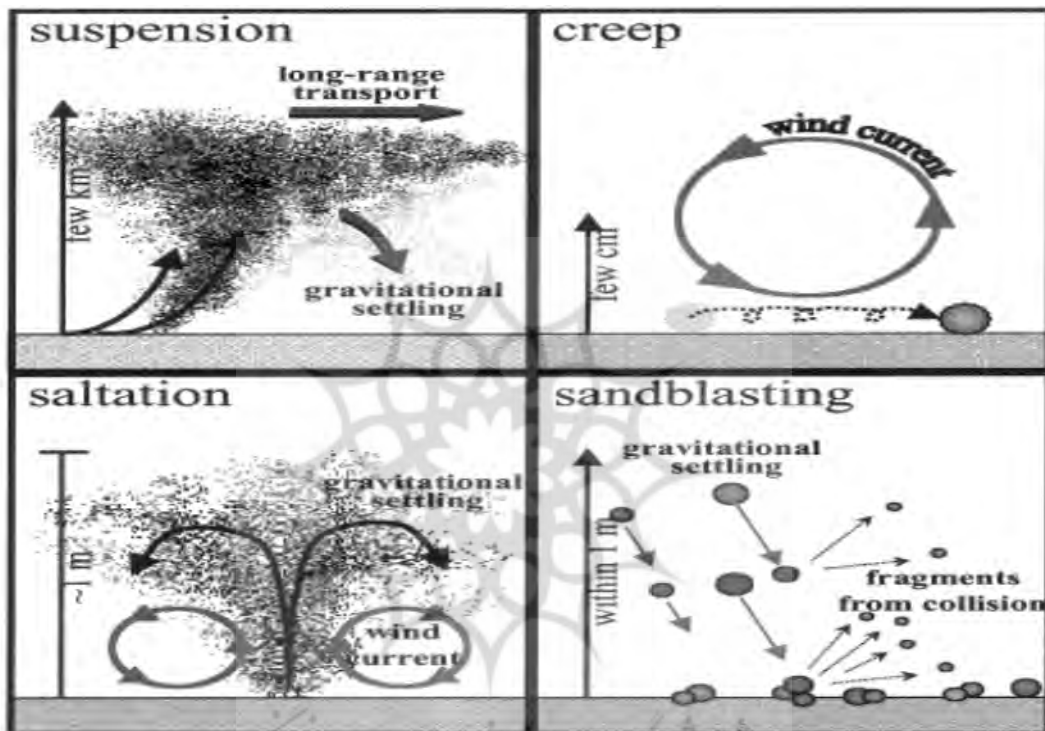 suspension
long-range
transport
few km
gravitational
settling
creep
wind current
few cm
saltation
gravitational
settling
~1 m
wind
current
sandblasting
gravitational
settling
within 1 m
fragments
from collision